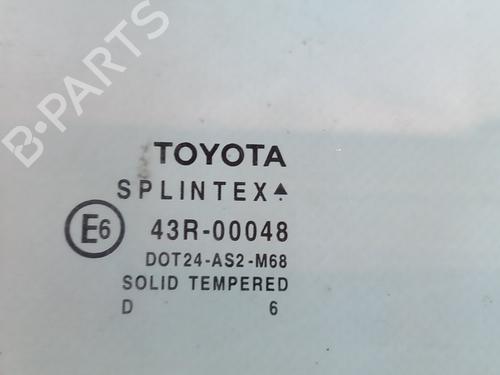 B-PARTS
TOYOTA
SPLINTEX
E6 43R-00048
DOT24-AS2-M68
SOLID TEMPERED
D 6